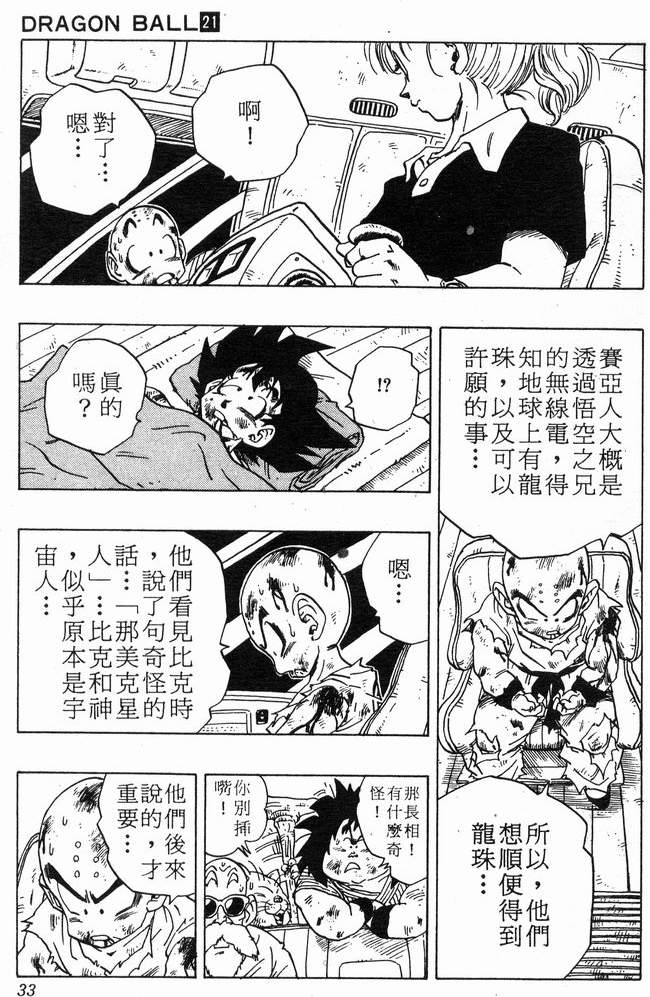 DRAGON BALL 21
啊！
對了…
嗯…
賽亞人大概是
透過悟空之兄
的無線電，得
知地球上有龍
珠，以及可以
許願的事…
所以，他們
想順便得到
龍珠…
!?
眞的
嗎？
嗯…
他們看見比克時
，說了句奇怪的
話…「那美克星
人」…比克和神
，似乎原本是宇
宙人…
那長相！
有什麼奇
怪！
你別揷
嘴！
他們後來
說的，才
重要…
33